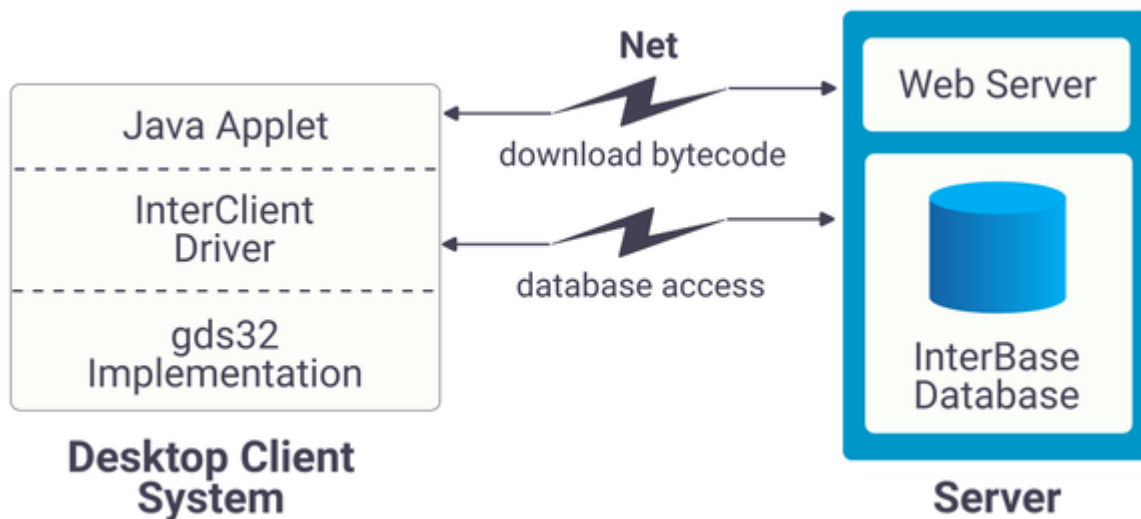 Net
Java Applet
download bytecode
Web Server
InterClient
Driver
database access
gds32
Implementation
InterBase
Database
Desktop Client
System
Server